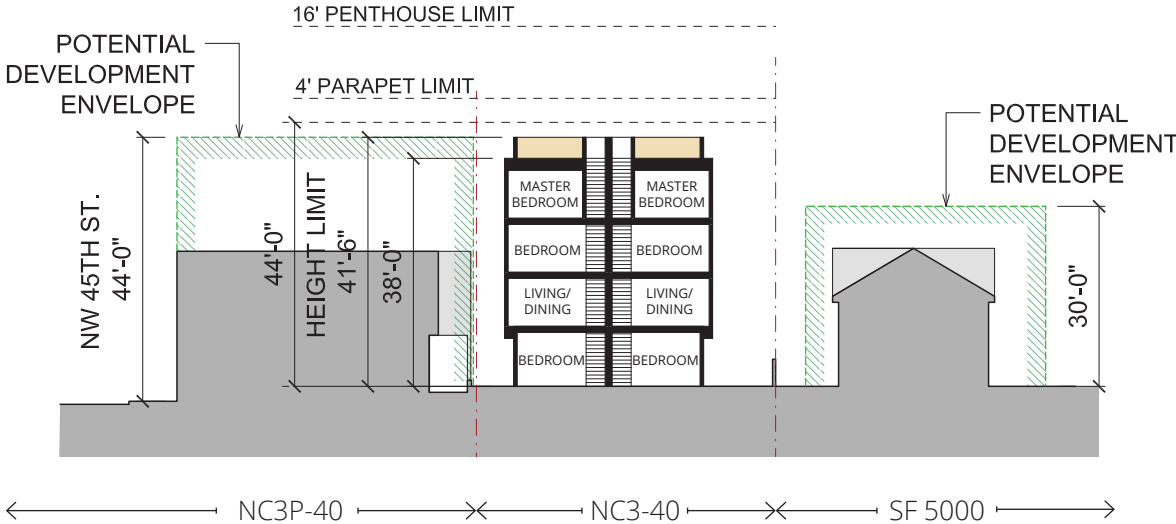 16' PENTHOUSE LIMIT
POTENTIAL
DEVELOPMENT
ENVELOPE
4' PARAPET LIMIT
POTENTIAL
DEVELOPMENT
ENVELOPE
NW 45TH ST.
44'-0"
44'-0"
HEIGHT LIMIT
41'-6"
38'-0"
MASTER
BEDROOM
MASTER
BEDROOM
BEDROOM
BEDROOM
LIVING/
DINING
LIVING/
DINING
BEDROOM
BEDROOM
30'-0"
NC3P-40
NC3-40
SF 5000